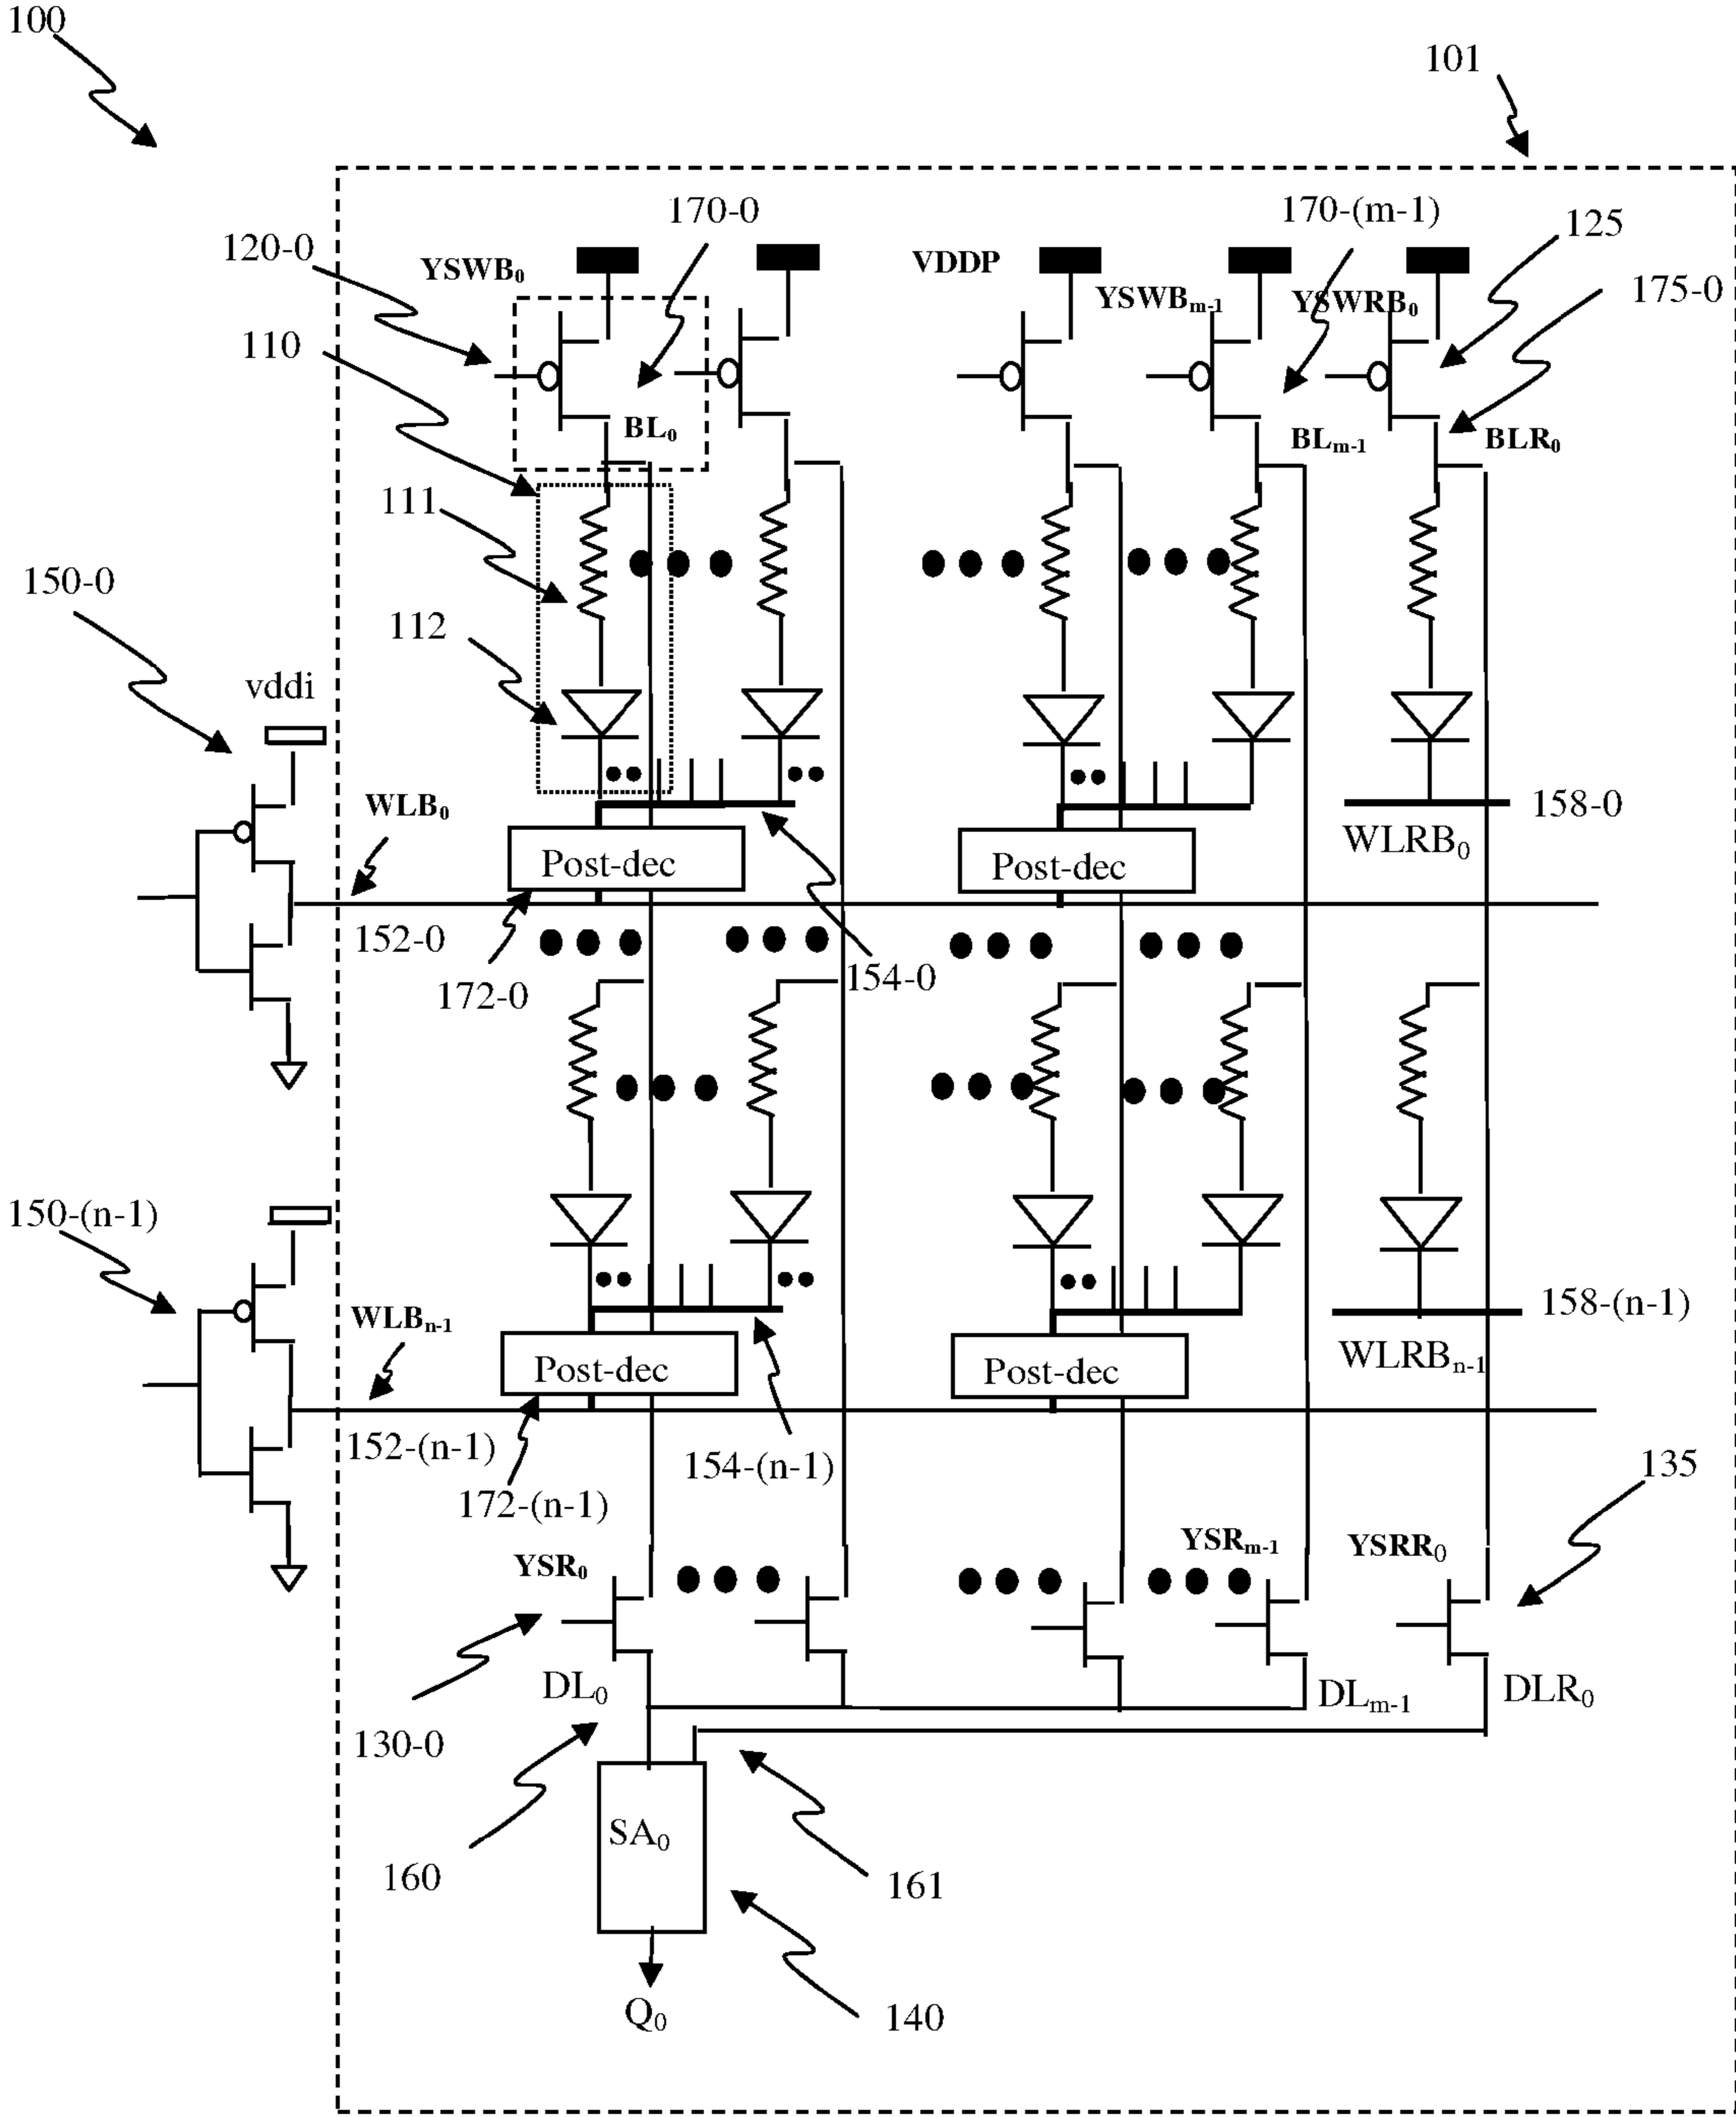 100
101
170-0
170-(m-1)
125
120-0
YSWB₀
VDDP
YSWBₘ₋₁
YSWRB₀
175-0
110
BL₀
BLₘ₋₁
BLR₀
111
150-0
112
vddi
WLB₀
158-0
Post-dec
Post-dec
WLRB₀
152-0
172-0
154-0
150-(n-1)
WLBₙ₋₁
158-(n-1)
Post-dec
Post-dec
WLRBₙ₋₁
152-(n-1)
154-(n-1)
135
172-(n-1)
YSR₀
YSRₘ₋₁
YSRR₀
DL₀
DLₘ₋₁
DLR₀
130-0
SA₀
160
161
Q₀
140